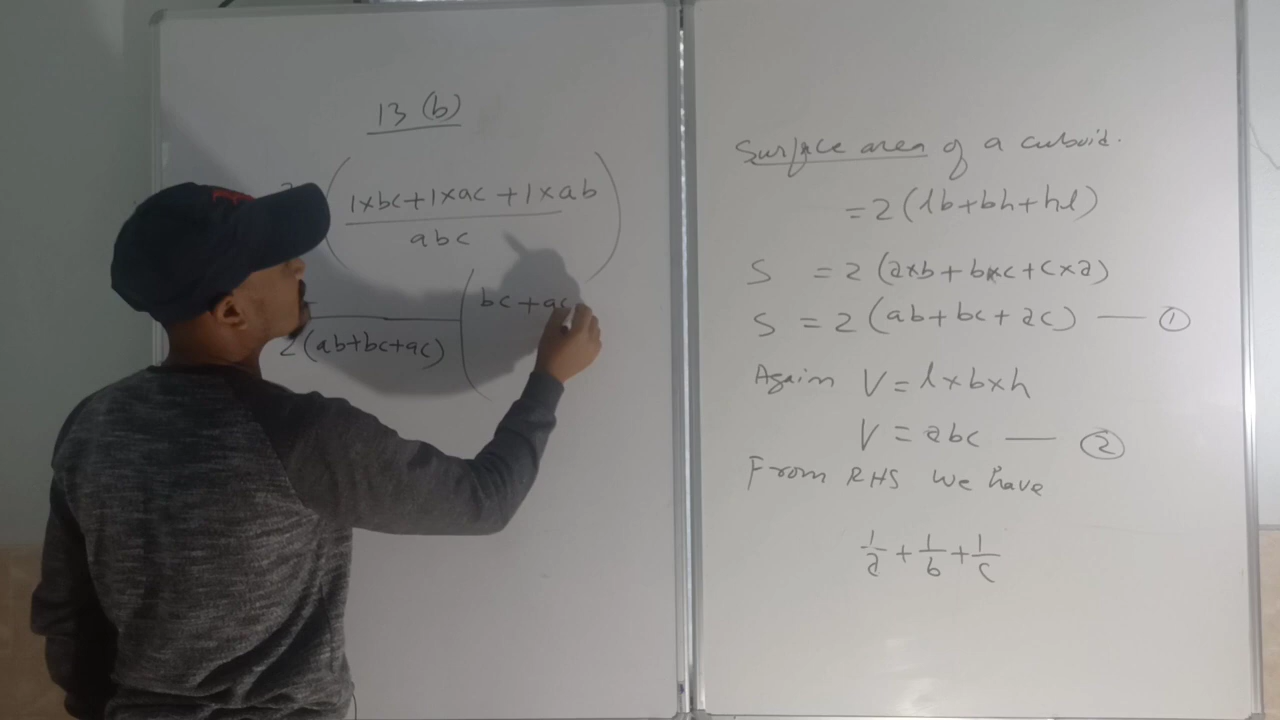 13 (b)
(1×bc+1×ac+1×ab)
abc
(bc+ac
2(ab+bc+ac)
Surface area of a cuboid.
=2(lb+bh+hl)
S =2(a×b+b×c+c×a)
S =2(ab+bc+ac) — ①
Again V=l×b×h
V=abc — ②
From RHS we have
1/a+1/b+1/c